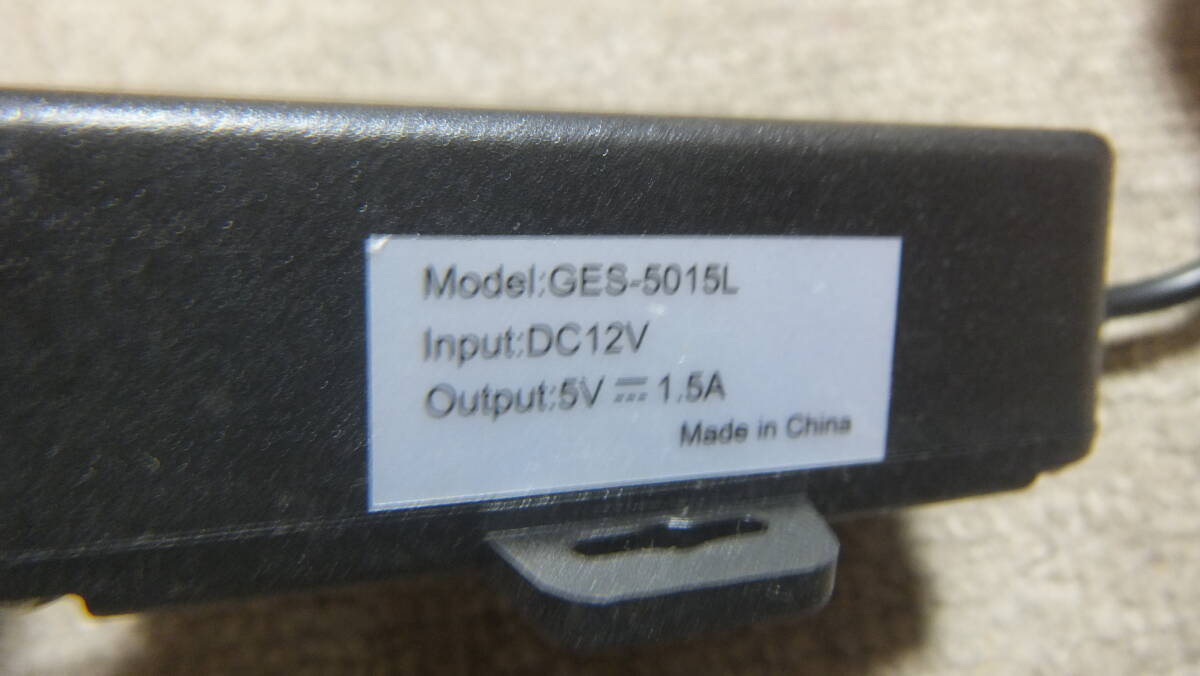 Model:GES-5015L
Input:DC12V
Output:5V ⎓ 1.5A
Made in China